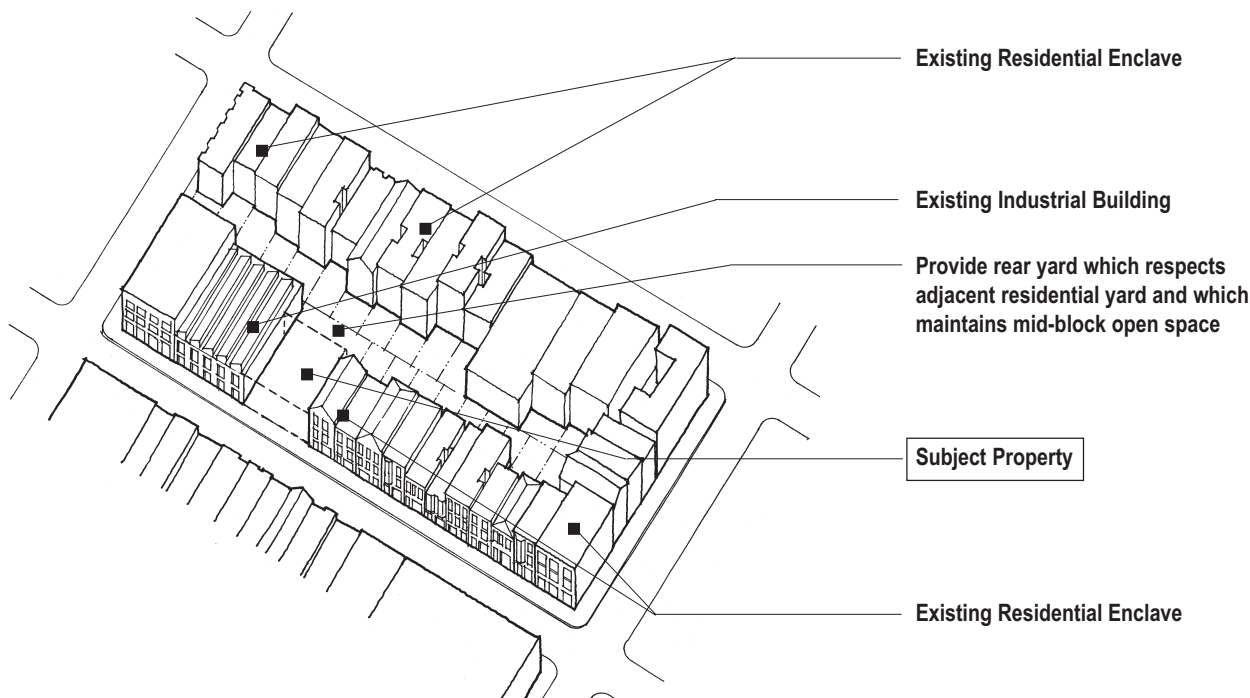 Existing Residential Enclave
Existing Industrial Building
Provide rear yard which respects
adjacent residential yard and which
maintains mid-block open space
Subject Property
Existing Residential Enclave